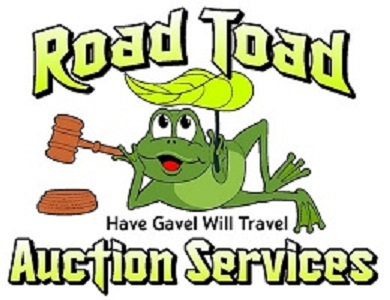 Road Toad
Have Gavel Will Travel
Auction Services